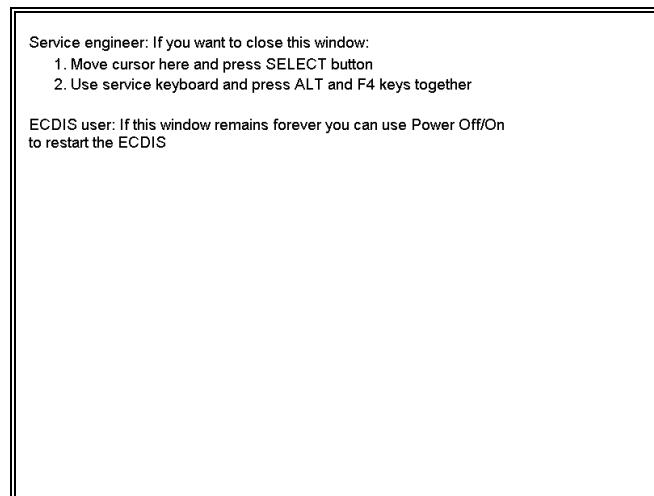 Service engineer: If you want to close this window:
1. Move cursor here and press SELECT button
2. Use service keyboard and press ALT and F4 keys together
ECDIS user: If this window remains forever you can use Power Off/On
to restart the ECDIS